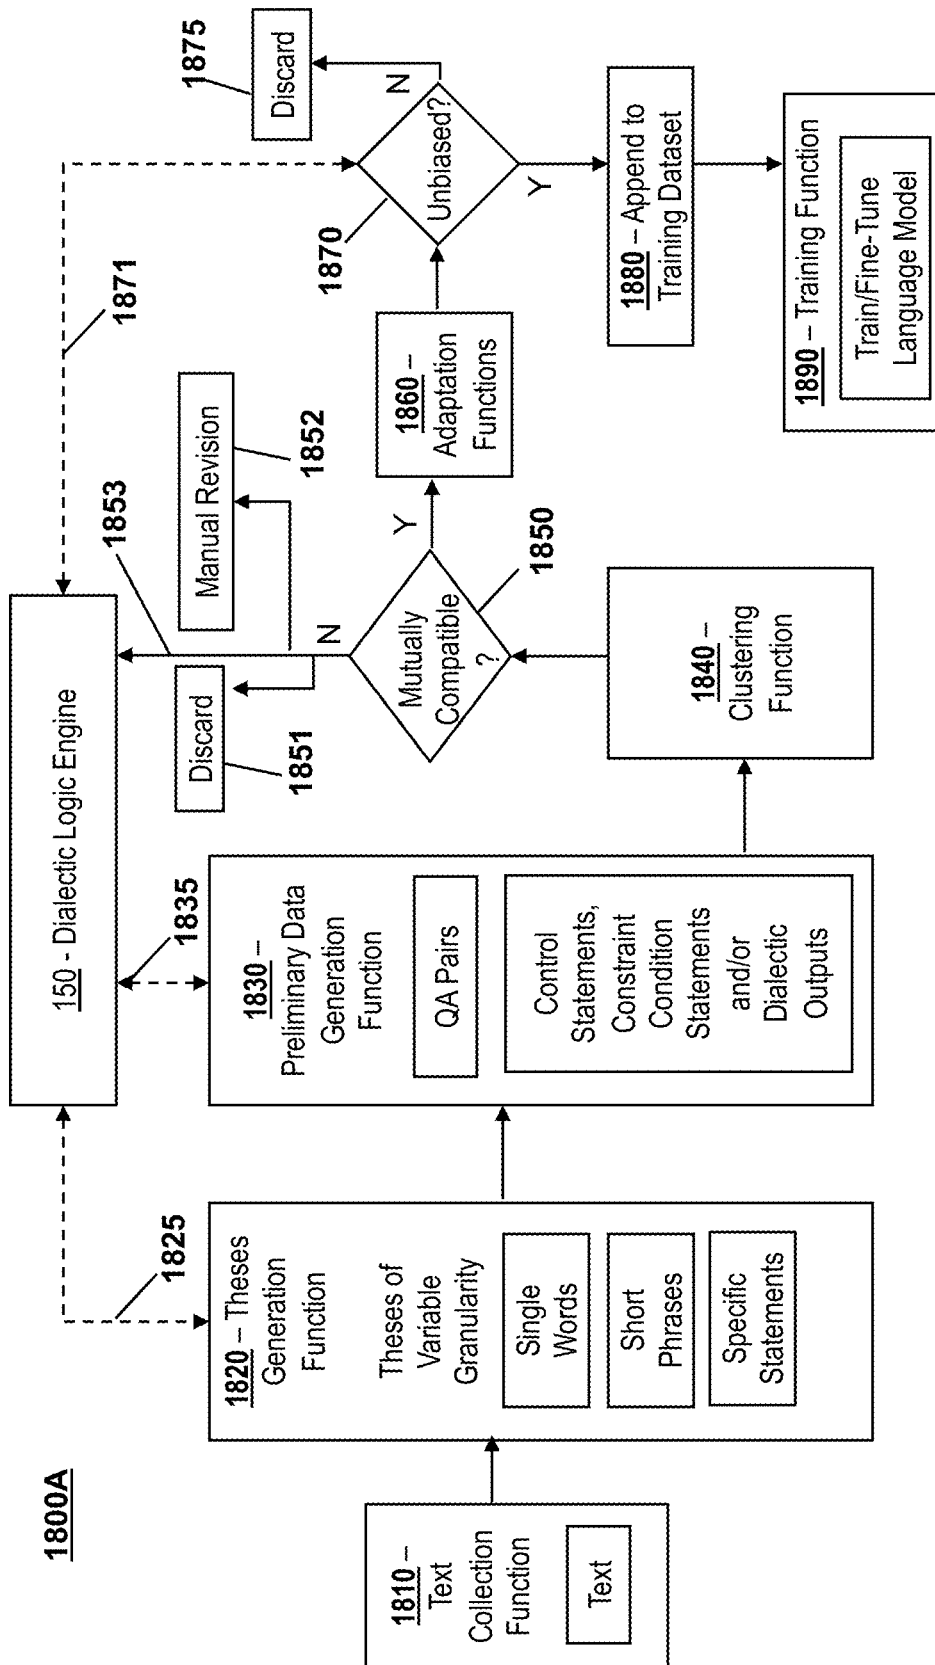 1800A
150 - Dialectic Logic Engine
1825
1835
1853
1871
1875
1810 –
Text
Collection
Function
Text
1820 – Theses
Generation
Function
Theses of
Variable
Granularity
Single
Words
Short
Phrases
Specific
Statements
1830 –
Preliminary Data
Generation
Function
QA Pairs
Control
Statements,
Constraint
Condition
Statements
and/or
Dialectic
Outputs
1840 –
Clustering
Function
Mutually
Compatible
?
1850
N
Y
Discard
1851
Manual Revision
1852
1860 –
Adaptation
Functions
Unbiased?
1870
N
Y
Discard
1880 – Append to
Training Dataset
1890 – Training Function
Train/Fine-Tune
Language Model